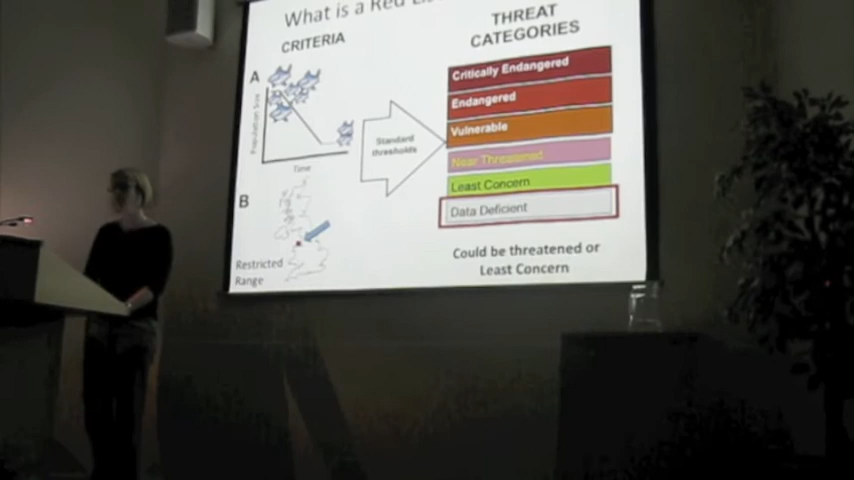 What is a Red
CRITERIA
THREAT
CATEGORIES
A
Population Size
Time
Standard
thresholds
Critically Endangered
Endangered
Vulnerable
Near Threatened
Least Concern
Data Deficient
B
Restricted
Range
Could be threatened or
Least Concern